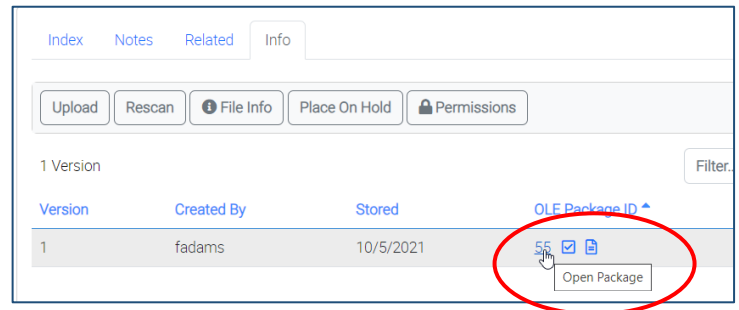 Index Notes Related Info
Upload Rescan File Info Place On Hold Permissions
1 Version Filter..
Version Created By Stored OLE Package ID
1 fadams 10/5/2021 55
Open Package